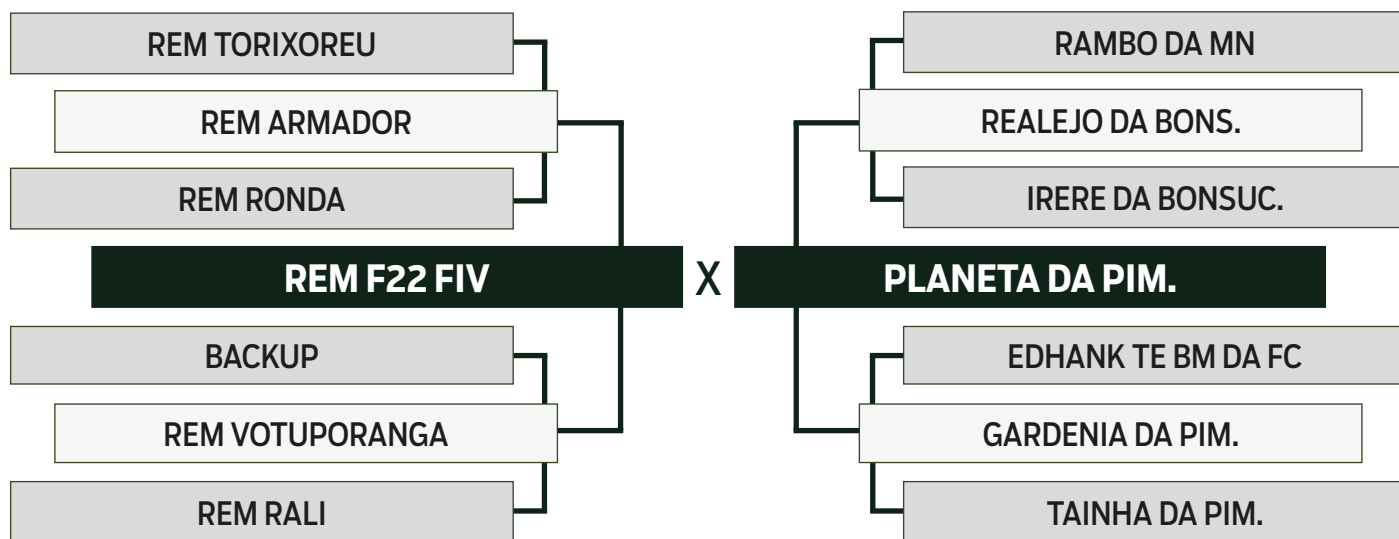 REM TORIXOREU
REM ARMADOR
REM RONDA
REM F22 FIV
BACKUP
REM VOTUPORANGA
REM RALI
X
RAMBO DA MN
REALEJO DA BONS.
IRERE DA BONSUC.
PLANETA DA PIM.
EDHANK TE BM DA FC
GARDENIA DA PIM.
TAINHA DA PIM.